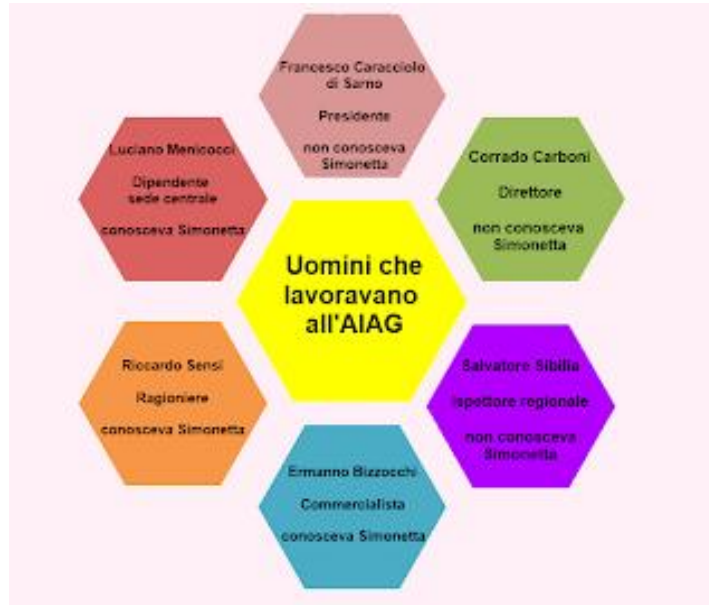 Francesco Caracciolo
di Sarno
Presidente
non conosceva
Simonetta
Luciano Menicocci
Dipendente
sede centrale
conosceva Simonetta
Corrado Carboni
Direttore
non conosceva
Simonetta
Uomini che
lavoravano
all'AIAG
Riccardo Sensi
Ragioniere
conosceva Simonetta
Salvatore Sibilia
Ispettore regionale
non conosceva
Simonetta
Ermanno Bizzocchi
Commercialista
conosceva Simonetta